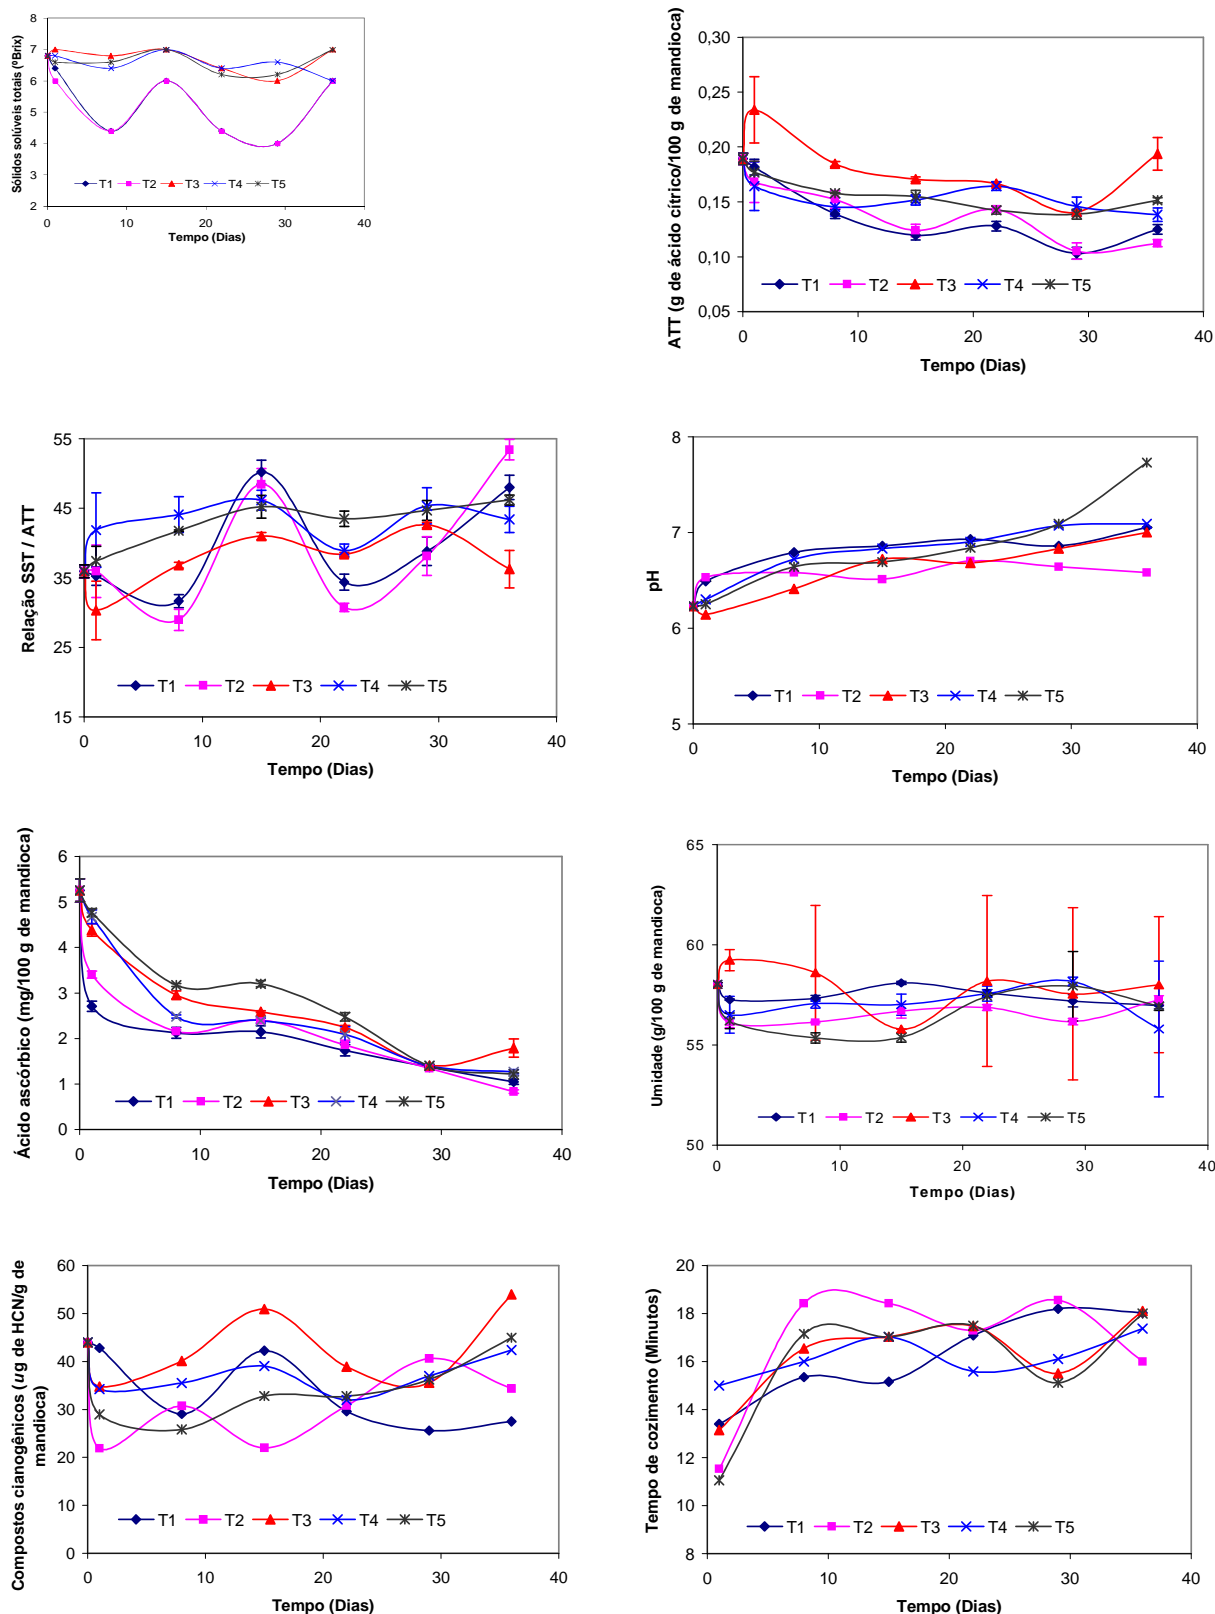 Sólidos solúveis totais (ºBrix)
8
7
6
5
4
3
2
T1 T2 T3 T4 T5
0 10 20 30 40
Tempo (Dias)
ATT (g de ácido cítrico/100 g de mandioca)
0,30
0,25
0,20
0,15
0,10
0,05
T1 T2 T3 T4 T5
0 10 20 30 40
Tempo (Dias)
Relação SST / ATT
55
45
35
25
15
T1 T2 T3 T4 T5
0 10 20 30 40
Tempo (Dias)
pH
8
7
6
5
T1 T2 T3 T4 T5
0 10 20 30 40
Tempo (Dias)
Ácido ascórbico (mg/100 g de mandioca)
6
5
4
3
2
1
0
T1 T2 T3 T4 T5
0 10 20 30 40
Tempo (Dias)
Umidade (g/100 g de mandioca)
65
60
55
50
T1 T2 T3 T4 T5
0 10 20 30 40
Tempo (Dias)
Compostos cianogênicos (ug de HCN/g de
mandioca)
60
50
40
30
20
10
0
T1 T2 T3 T4 T5
0 10 20 30 40
Tempo (Dias)
Tempo de cozimento (Minutos)
20
18
16
14
12
10
8
T1 T2 T3 T4 T5
0 10 20 30 40
Tempo (Dias)